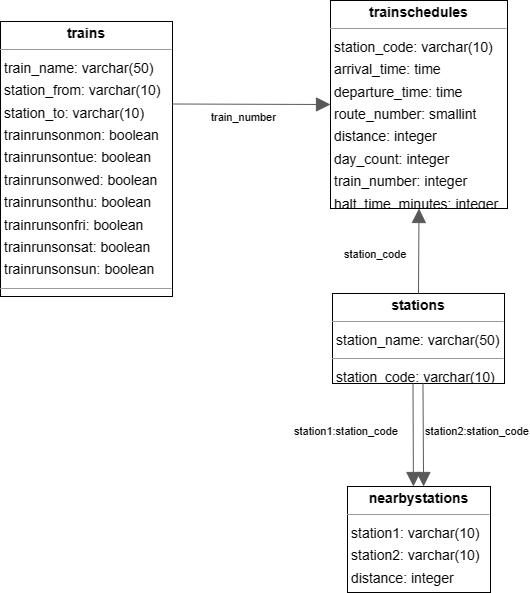 trains
train_name: varchar(50)
station_from: varchar(10)
station_to: varchar(10)
trainrunsonmon: boolean
trainrunsontue: boolean
trainrunsonwed: boolean
trainrunsonthu: boolean
trainrunsonfri: boolean
trainrunsonsat: boolean
trainrunsonsun: boolean
train_number
trainschedules
station_code: varchar(10)
arrival_time: time
departure_time: time
route_number: smallint
distance: integer
day_count: integer
train_number: integer
halt_time_minutes: integer
station_code
stations
station_name: varchar(50)
station_code: varchar(10)
station1:station_code
station2:station_code
nearbystations
station1: varchar(10)
station2: varchar(10)
distance: integer